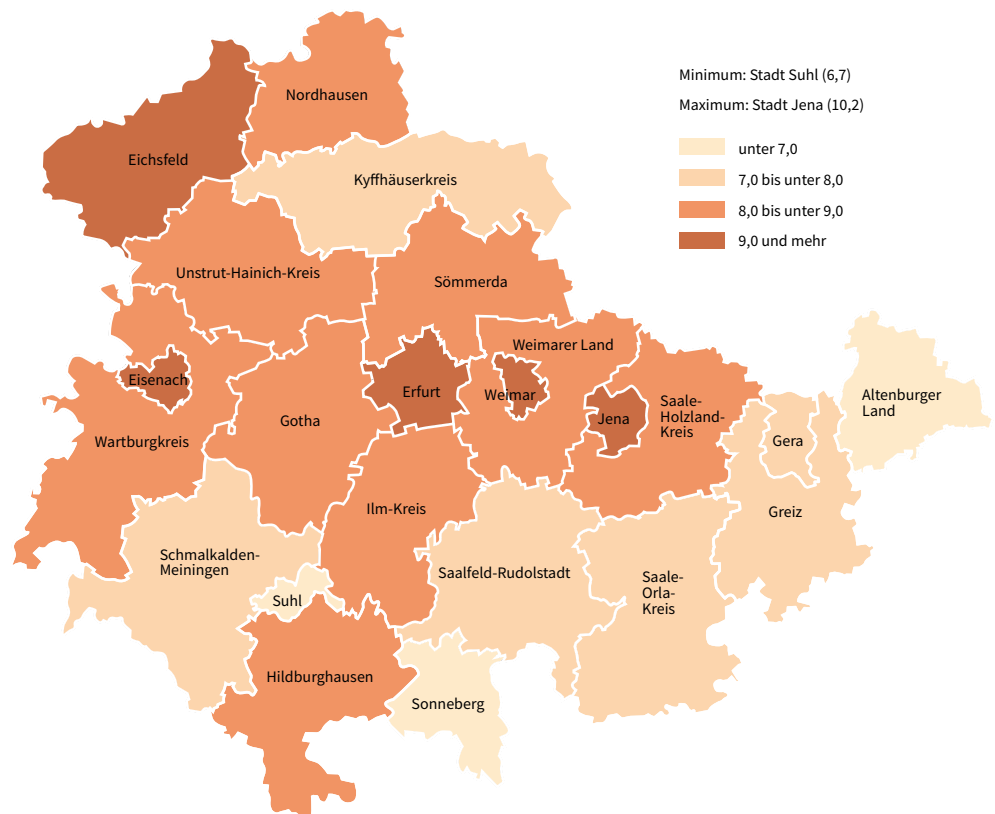 Minimum: Stadt Suhl (6,7)
Maximum: Stadt Jena (10,2)
unter 7,0
7,0 bis unter 8,0
8,0 bis unter 9,0
9,0 und mehr
Nordhausen
Eichsfeld
Kyffhäuserkreis
Unstrut-Hainich-Kreis
Sömmerda
Weimarer Land
Eisenach
Erfurt
Weimar
Jena
Saale-
Holzland-
Kreis
Altenburger
Land
Gotha
Wartburgkreis
Gera
Ilm-Kreis
Greiz
Schmalkalden-
Meiningen
Saalfeld-Rudolstadt
Saale-
Orla-
Kreis
Suhl
Hildburghausen
Sonneberg